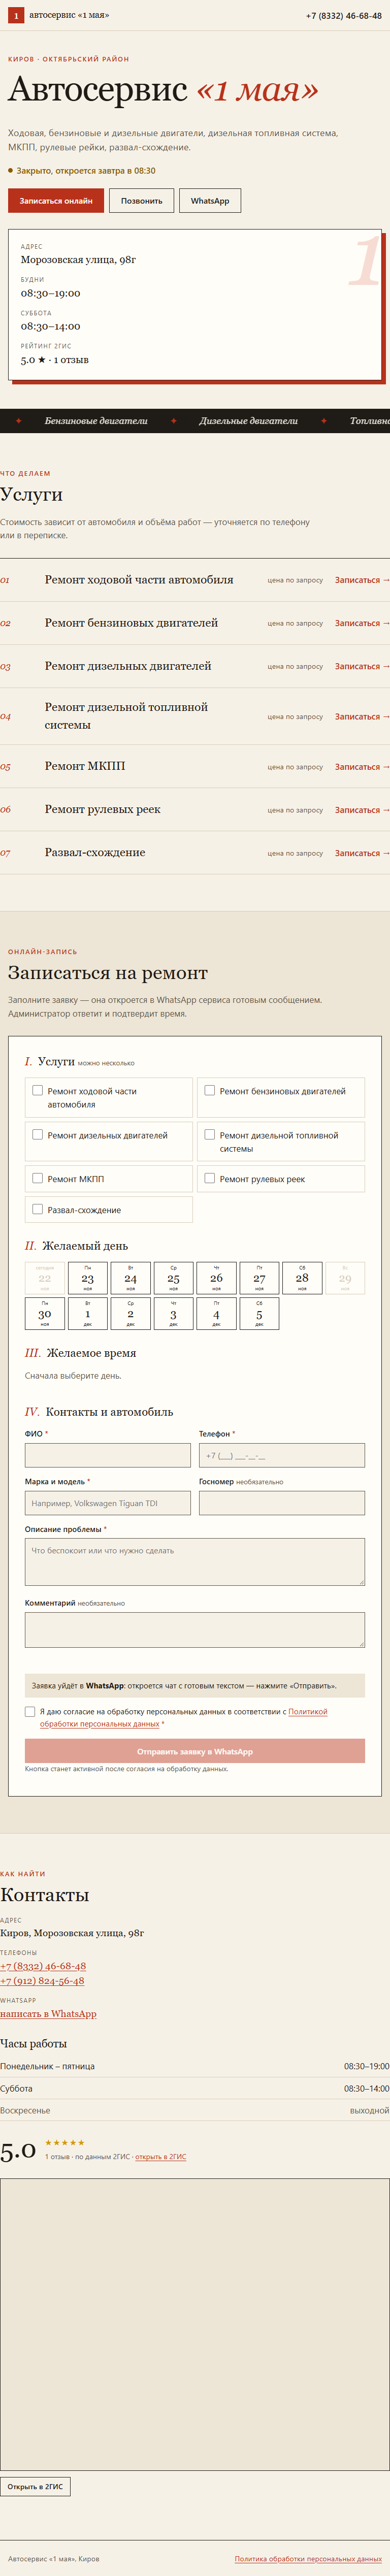 1 автосервис «1 мая» +7 (8332) 46-68-48
КИРОВ · ОКТЯБРЬСКИЙ РАЙОН
Автосервис «1 мая»
Ходовая, бензиновые и дизельные двигатели, дизельная топливная система,
МКПП, рулевые рейки, развал-схождение.
Закрыто, откроется завтра в 08:30
Записаться онлайн Позвонить WhatsApp
1
АДРЕС
Морозовская улица, 98г
БУДНИ
08:30–19:00
СУББОТА
08:30–14:00
РЕЙТИНГ 2ГИС
5.0 ★ · 1 отзыв
✦ Бензиновые двигатели ✦ Дизельные двигатели ✦ Топливно
ЧТО ДЕЛАЕМ
Услуги
Стоимость зависит от автомобиля и объёма работ — уточняется по телефону
или в переписке.
01 Ремонт ходовой части автомобиля цена по запросу Записаться →
02 Ремонт бензиновых двигателей цена по запросу Записаться →
03 Ремонт дизельных двигателей цена по запросу Записаться →
04 Ремонт дизельной топливной
системы цена по запросу Записаться →
05 Ремонт МКПП цена по запросу Записаться →
06 Ремонт рулевых реек цена по запросу Записаться →
07 Развал-схождение цена по запросу Записаться →
ОНЛАЙН-ЗАПИСЬ
Записаться на ремонт
Заполните заявку — она откроется в WhatsApp сервиса готовым сообщением.
Администратор ответит и подтвердит время.
I. Услуги можно несколько
Ремонт ходовой части
автомобиля
Ремонт бензиновых двигателей
Ремонт дизельных двигателей
Ремонт дизельной топливной
системы
Ремонт МКПП
Ремонт рулевых реек
Развал-схождение
II. Желаемый день
сегодня Пн Вт Ср Чт Пт Сб Вс
22 23 24 25 26 27 28 29
ноя ноя ноя ноя ноя ноя ноя ноя
Пн Вт Ср Чт Пт Сб
30 1 2 3 4 5
ноя дек дек дек дек дек
III. Желаемое время
Сначала выберите день.
IV. Контакты и автомобиль
ФИО * Телефон *
+7 (___) ___-__-__
Марка и модель * Госномер необязательно
Например, Volkswagen Tiguan TDI
Описание проблемы *
Что беспокоит или что нужно сделать
Комментарий необязательно
Заявка уйдёт в WhatsApp: откроется чат с готовым текстом — нажмите «Отправить».
Я даю согласие на обработку персональных данных в соответствии с Политикой
обработки персональных данных *
Отправить заявку в WhatsApp
Кнопка станет активной после согласия на обработку данных.
КАК НАЙТИ
Контакты
АДРЕС
Киров, Морозовская улица, 98г
ТЕЛЕФОНЫ
+7 (8332) 46-68-48
+7 (912) 824-56-48
WHATSAPP
написать в WhatsApp
Часы работы
Понедельник – пятница 08:30–19:00
Суббота 08:30–14:00
Воскресенье выходной
5.0 ★★★★★
1 отзыв · по данным 2ГИС · открыть в 2ГИС
Открыть в 2ГИС
Автосервис «1 мая», Киров Политика обработки персональных данных